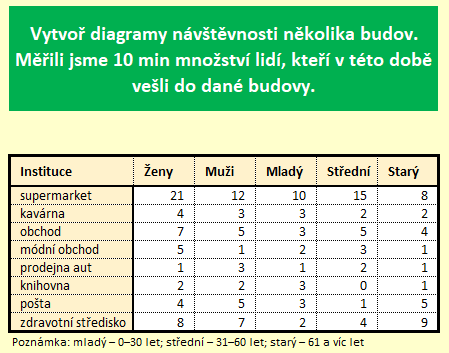 Vytvoř diagramy návštěvnosti několika budov.
Měřili jsme 10 min množství lidí, kteří v této době
vešli do dané budovy.
Instituce Ženy Muži Mladý Střední Starý
supermarket 21 12 10 15 8
kavárna 4 3 3 2 2
obchod 7 5 3 5 4
módní obchod 5 1 2 3 1
prodejna aut 1 3 1 2 1
knihovna 2 2 3 0 1
pošta 4 5 3 1 5
zdravotní středisko 8 7 2 4 9
Poznámka: mladý – 0–30 let; střední – 31–60 let; starý – 61 a víc let